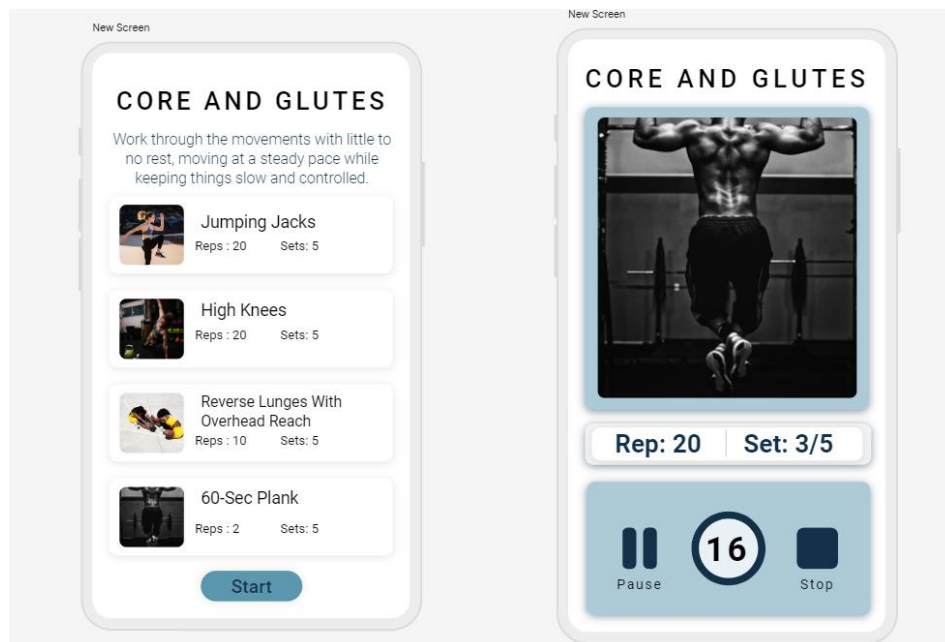 New Screen
CORE AND GLUTES
Work through the movements with little to
no rest, moving at a steady pace while
keeping things slow and controlled.
Jumping Jacks
Reps : 20 Sets: 5
High Knees
Reps : 20 Sets: 5
Reverse Lunges With
Overhead Reach
Reps : 10 Sets: 5
60-Sec Plank
Reps : 2 Sets: 5
Start
New Screen
CORE AND GLUTES
Rep: 20 Set: 3/5
16
Pause Stop